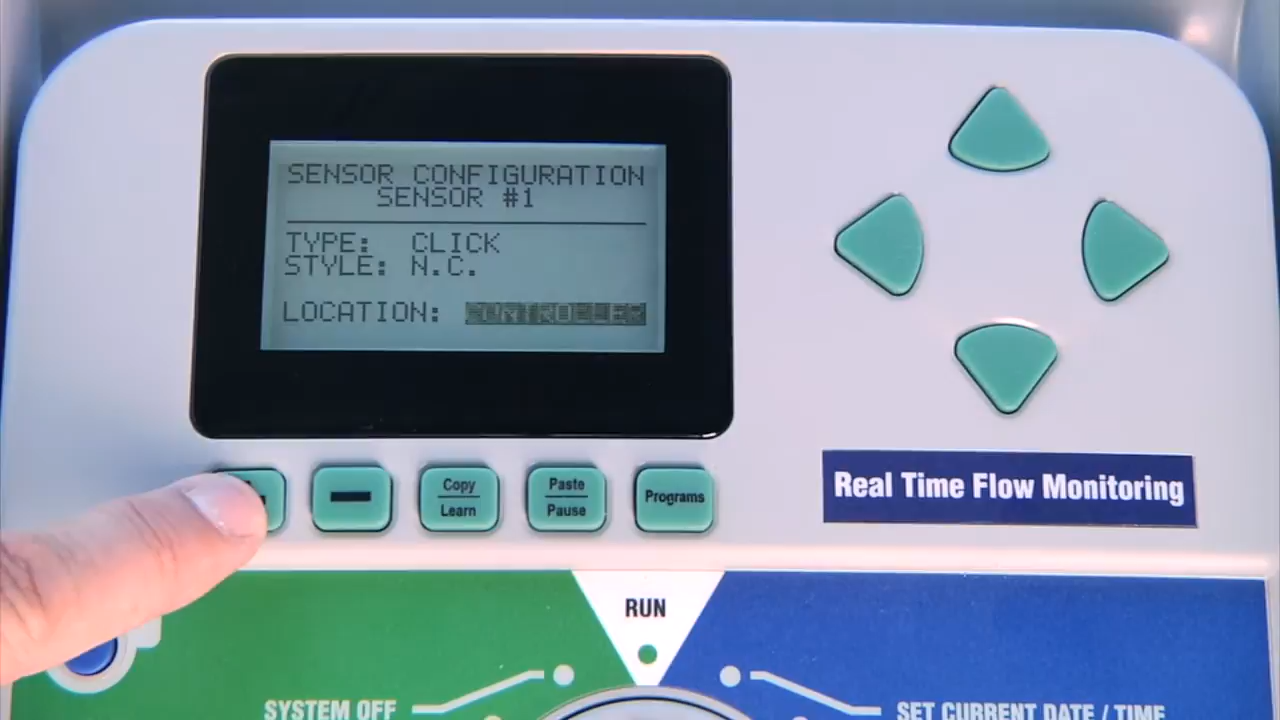 SENSOR CONFIGURATION
SENSOR #1
TYPE: CLICK
STYLE: N.C.
LOCATION: CONTROLLER
Copy
Learn
Paste
Pause
Programs
Real Time Flow Monitoring
RUN
SYSTEM OFF
SET CURRENT DATE / TIME